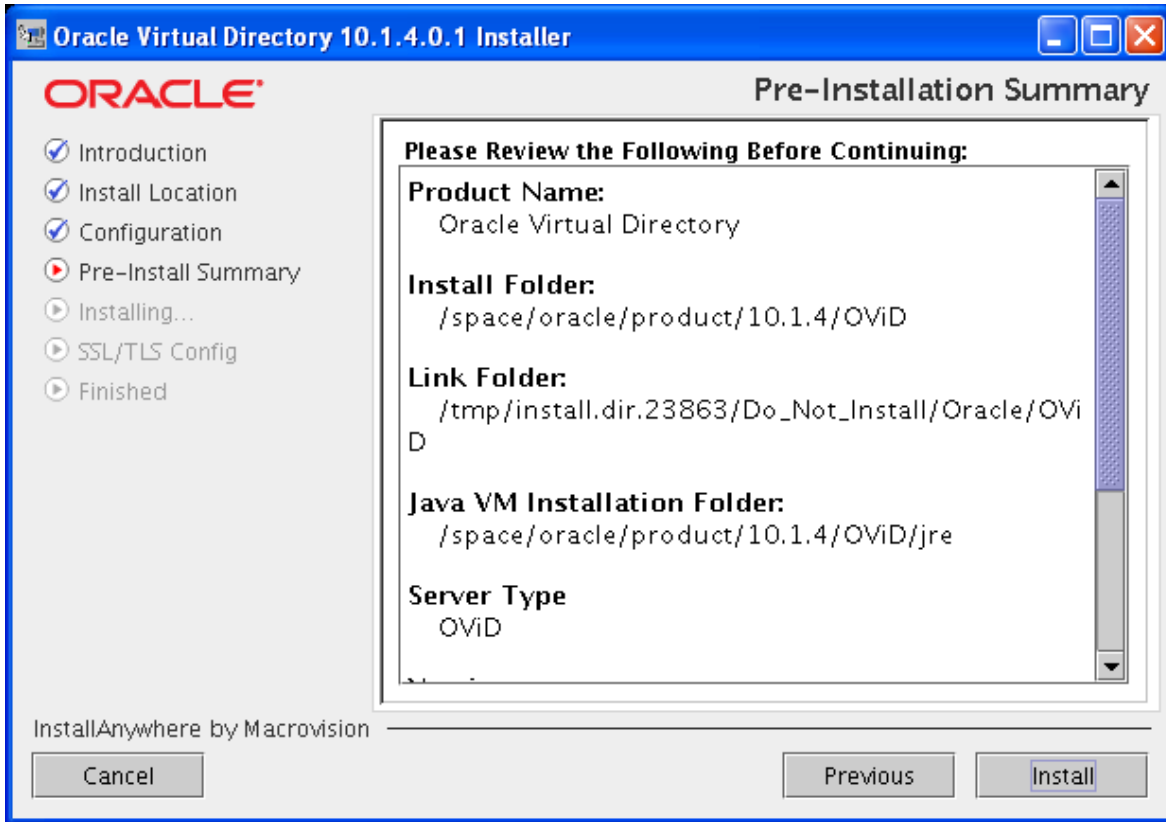 Oracle Virtual Directory 10.1.4.0.1 Installer
ORACLE
Pre-Installation Summary
Introduction
Install Location
Configuration
Pre-Install Summary
Installing...
SSL/TLS Config
Finished
Please Review the Following Before Continuing:
Product Name:
Oracle Virtual Directory
Install Folder:
/space/oracle/product/10.1.4/OViD
Link Folder:
/tmp/install.dir.23863/Do_Not_Install/Oracle/OVi
D
Java VM Installation Folder:
/space/oracle/product/10.1.4/OViD/jre
Server Type
OViD
InstallAnywhere by Macrovision
Cancel
Previous
Install